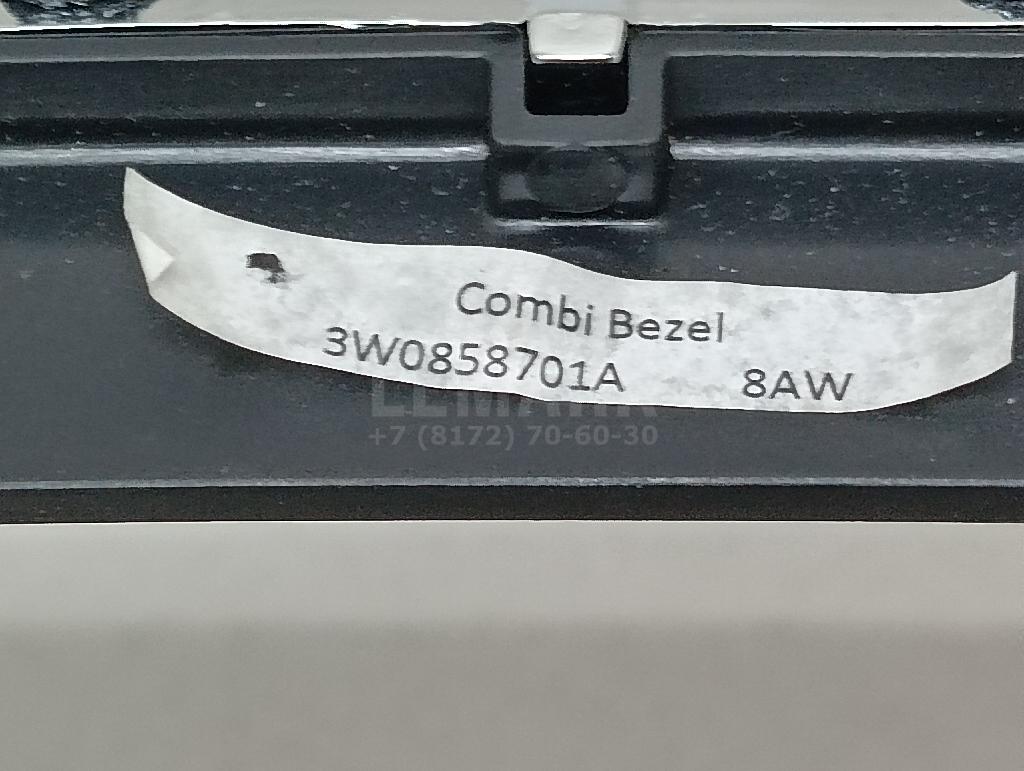 Combi Bezel
3W0858701A 8AW
+7 (8172) 70-60-30